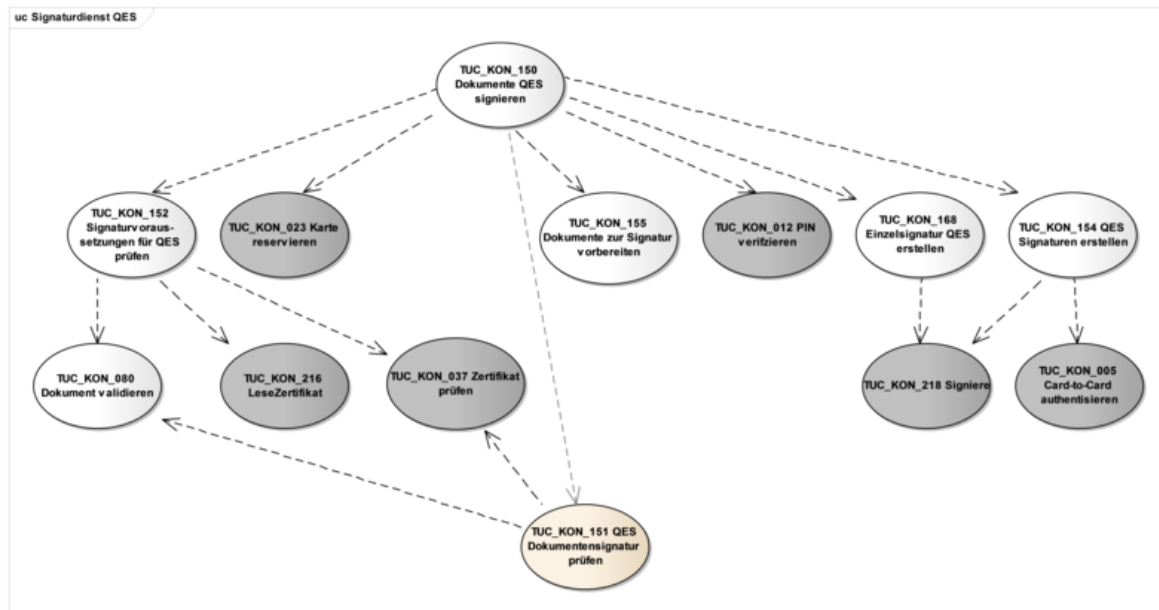 uc Signaturdienst QES
TUC_KON_150
Dokumente QES
signieren
TUC_KON_152
Signaturvoraus-
setzungen für QES
prüfen
TUC_KON_023 Karte
reservieren
TUC_KON_155
Dokumente zur Signatur
vorbereiten
TUC_KON_012 PIN
verifzieren
TUC_KON_168
Einzelsignatur QES
erstellen
TUC_KON_154 QES
Signaturen erstellen
TUC_KON_080
Dokument validieren
TUC_KON_216
LeseZertifikat
TUC_KON_037 Zertifikat
prüfen
TUC_KON_218 Signiere
TUC_KON_005
Card-to-Card
authentisieren
TUC_KON_151 QES
Dokumentensignatur
prüfen